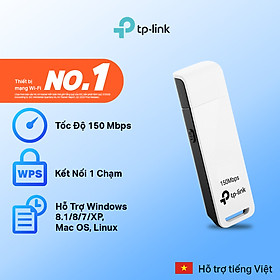 tp-link
Thiết bị
mạng Wi-Fi
NO.1
Tốc Độ 150 Mbps
WPS
Kết Nối 1 Chạm
Hỗ Trợ Windows
8.1/8/7/XP,
Mac OS, Linux
150Mbps
tp-link
Hỗ trợ tiếng Việt